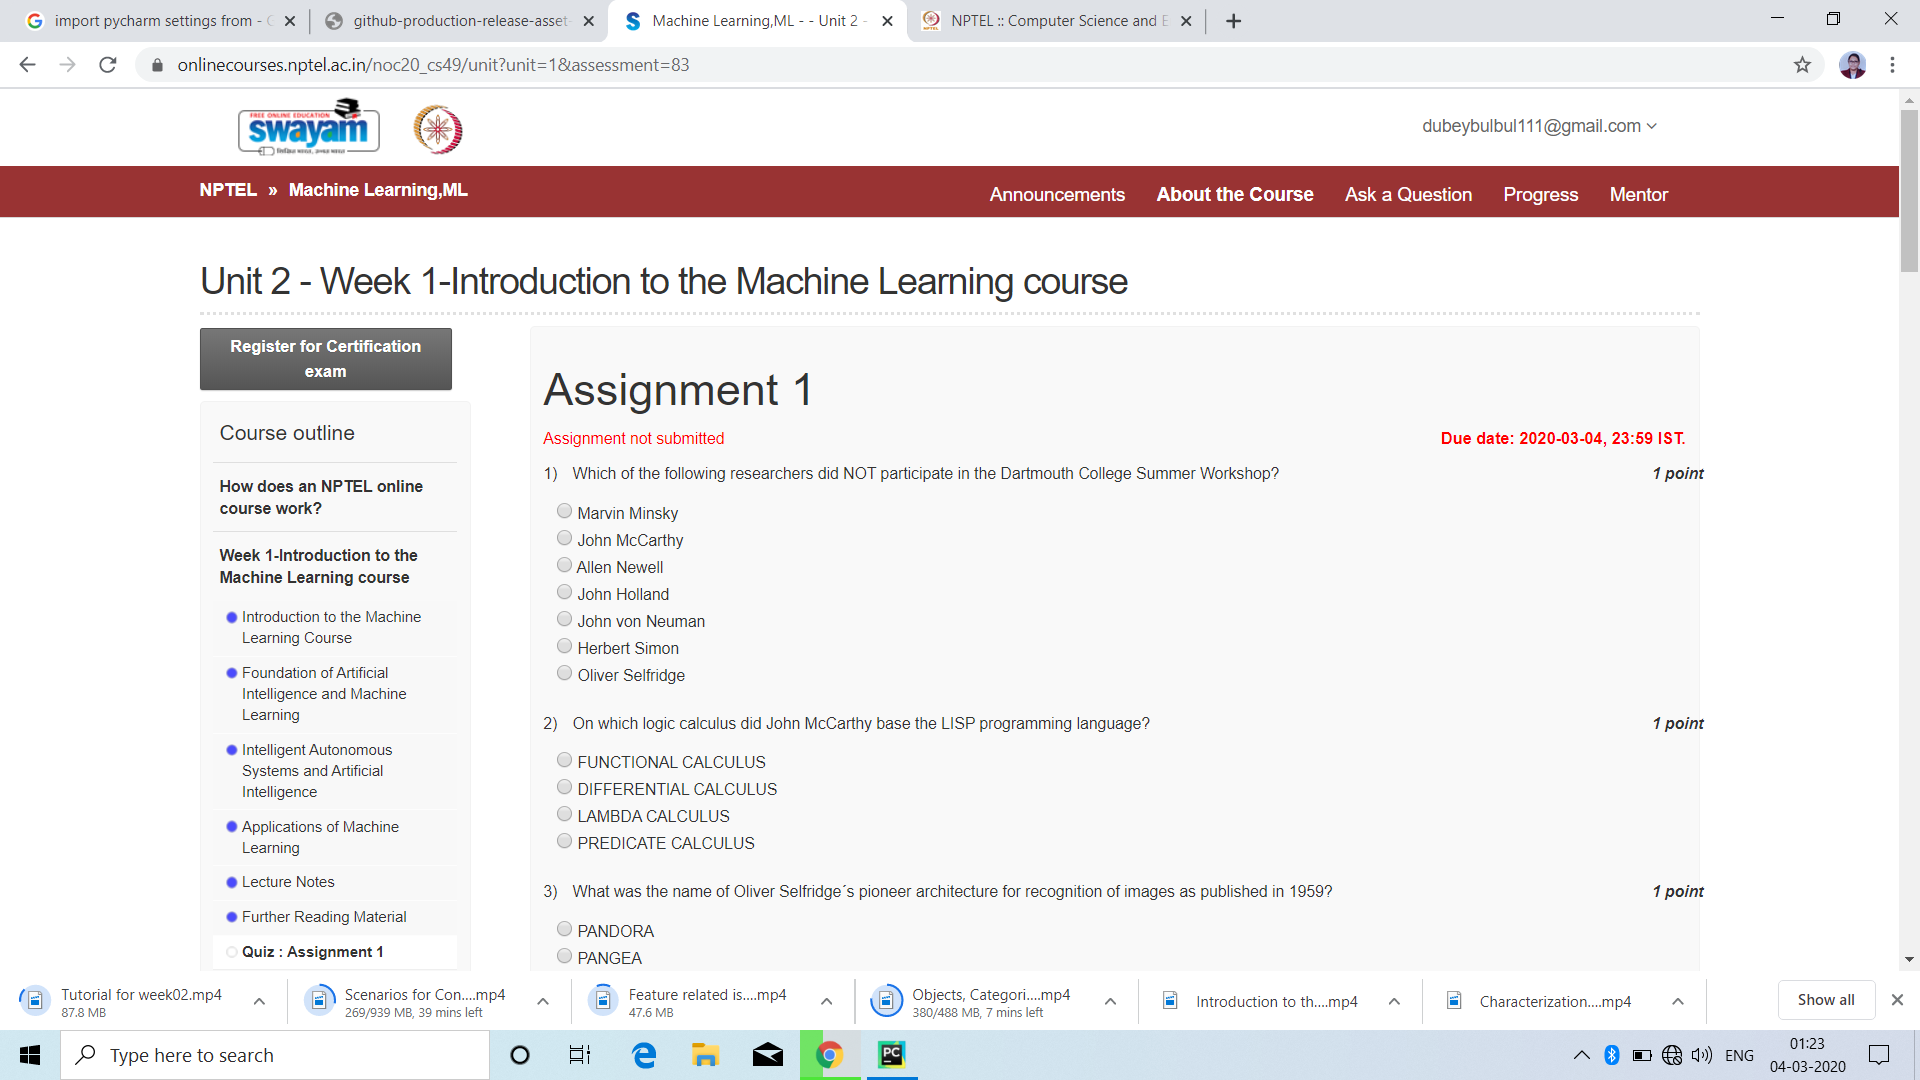 import pycharm settings from -
github-production-release-asset
Machine Learning,ML - - Unit 2 -
NPTEL :: Computer Science and E
onlinecourses.nptel.ac.in/noc20_cs49/unit?unit=1&assessment=83
FREE ONLINE EDUCATION
swayam
dubeybulbul111@gmail.com
NPTEL » Machine Learning,ML
Announcements About the Course Ask a Question Progress Mentor
Unit 2 - Week 1-Introduction to the Machine Learning course
Register for Certification
exam
Course outline
How does an NPTEL online
course work?
Week 1-Introduction to the
Machine Learning course
Introduction to the Machine
Learning Course
Foundation of Artificial
Intelligence and Machine
Learning
Intelligent Autonomous
Systems and Artificial
Intelligence
Applications of Machine
Learning
Lecture Notes
Further Reading Material
Quiz : Assignment 1
Assignment 1
Assignment not submitted
Due date: 2020-03-04, 23:59 IST.
1) Which of the following researchers did NOT participate in the Dartmouth College Summer Workshop? 1 point
Marvin Minsky
John McCarthy
Allen Newell
John Holland
John von Neuman
Herbert Simon
Oliver Selfridge
2) On which logic calculus did John McCarthy base the LISP programming language? 1 point
FUNCTIONAL CALCULUS
DIFFERENTIAL CALCULUS
LAMBDA CALCULUS
PREDICATE CALCULUS
3) What was the name of Oliver Selfridge´s pioneer architecture for recognition of images as published in 1959? 1 point
PANDORA
PANGEA
Tutorial for week02.mp4
87.8 MB
Scenarios for Con....mp4
269/939 MB, 39 mins left
Feature related is....mp4
47.6 MB
Objects, Categori....mp4
380/488 MB, 7 mins left
Introduction to th....mp4
Characterization....mp4
Show all
Type here to search
PC
ENG
01:23
04-03-2020